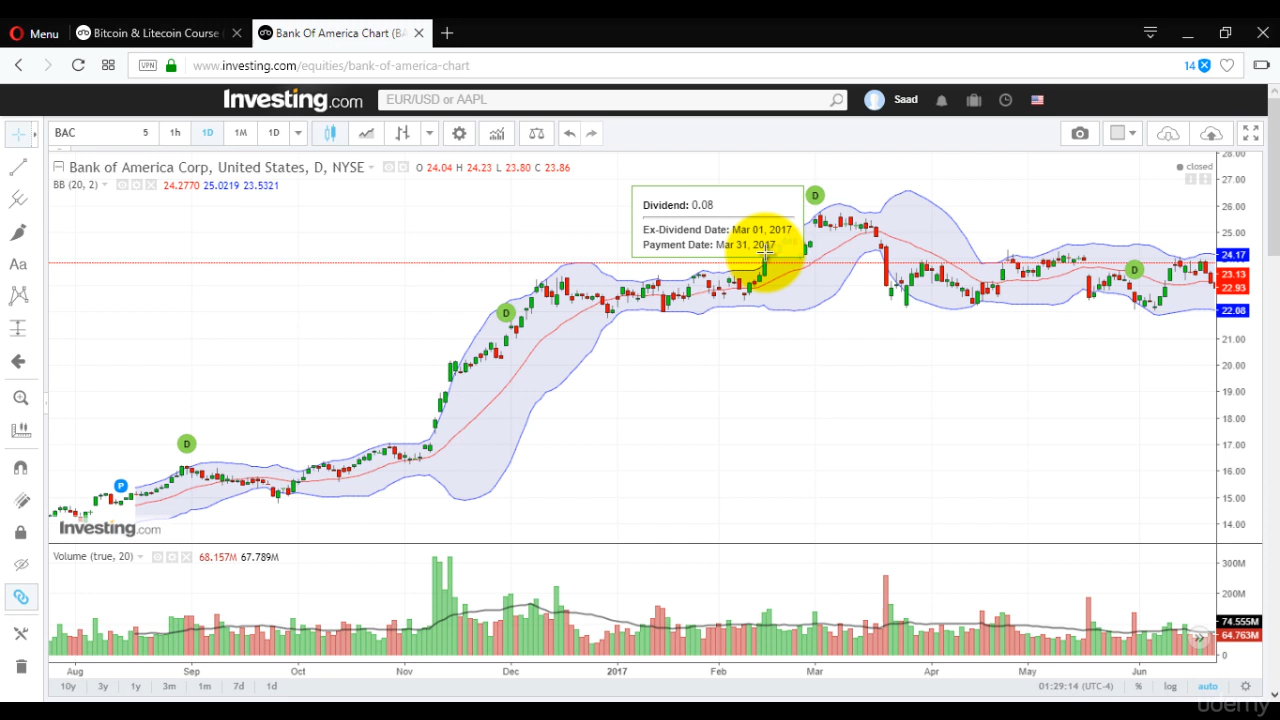 Menu
Bitcoin & Litecoin Course
Bank Of America Chart (BA
VPN
www.investing.com/equities/bank-of-america-chart
14
Investing.com
EUR/USD or AAPL
Saad
BAC
5
1h
1D
1M
1D
Bank of America Corp, United States, D, NYSE
O 24.04 H 24.23 L 23.80 C 23.86
closed
BB (20, 2)
24.2770 25.0219 23.5321
Dividend: 0.08
Ex-Dividend Date: Mar 01, 2017
Payment Date: Mar 31, 2017
D
D
D
D
P
Aa
28.00
27.00
26.00
25.00
24.17
23.13
22.93
22.08
21.00
20.00
19.00
18.00
17.00
16.00
15.00
14.00
Investing.com
Volume (true, 20)
68.157M 67.789M
300M
200M
74.555M
64.763M
0
Aug Sep Oct Nov Dec 2017 Feb Mar Apr May Jun
10y 3y 1y 3m 1m 7d 1d
01:29:14 (UTC-4) % log auto
udemy